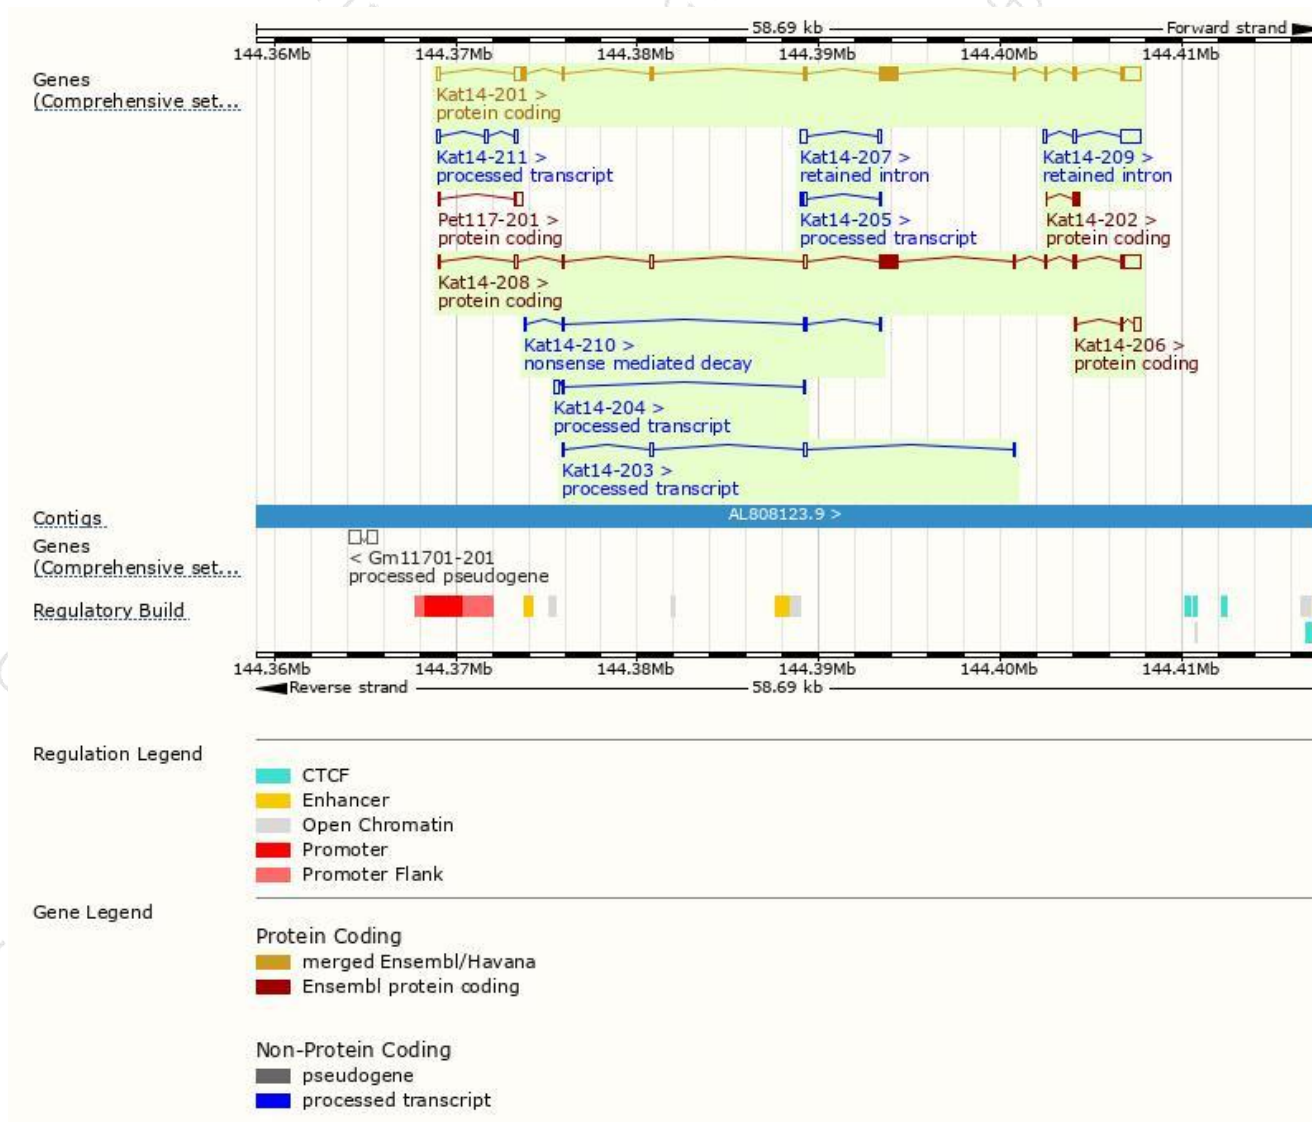 58.69 kb
Forward strand
144.36Mb 144.37Mb 144.38Mb 144.39Mb 144.40Mb 144.41Mb
Genes
(Comprehensive set...
Kat14-201 >
protein coding
Kat14-211 > Kat14-207 > Kat14-209 >
processed transcript retained intron retained intron
Pet117-201 > Kat14-205 > Kat14-202 >
protein coding processed transcript protein coding
Kat14-208 >
protein coding
Kat14-210 > Kat14-206 >
nonsense mediated decay protein coding
Kat14-204 >
processed transcript
Kat14-203 >
processed transcript
Contigs AL808123.9 >
Genes
(Comprehensive set...
< Gm11701-201
processed pseudogene
Regulatory Build
144.36Mb 144.37Mb 144.38Mb 144.39Mb 144.40Mb 144.41Mb
Reverse strand 58.69 kb
Regulation Legend
CTCF
Enhancer
Open Chromatin
Promoter
Promoter Flank
Gene Legend
Protein Coding
merged Ensembl/Havana
Ensembl protein coding
Non-Protein Coding
pseudogene
processed transcript